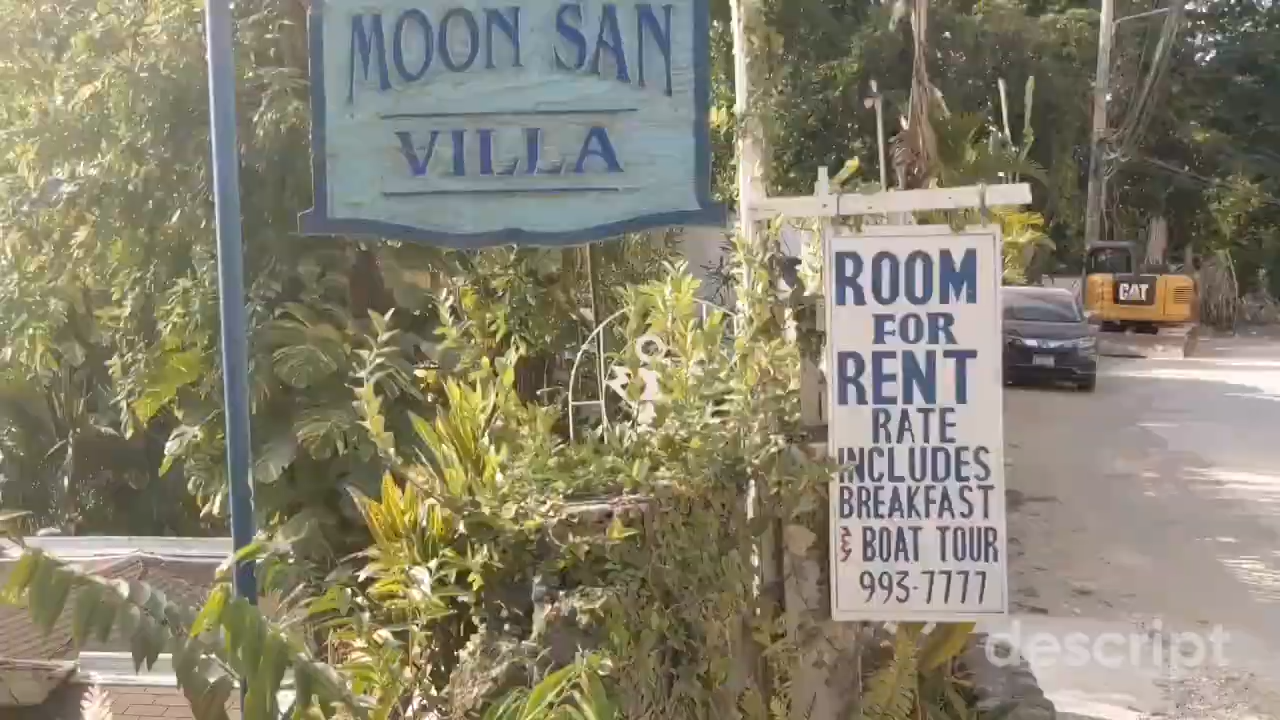 MOON SAN
VILLA
ROOM
FOR
RENT
RATE
INCLUDES
BREAKFAST
& BOAT TOUR
993-7777
CAT
descript